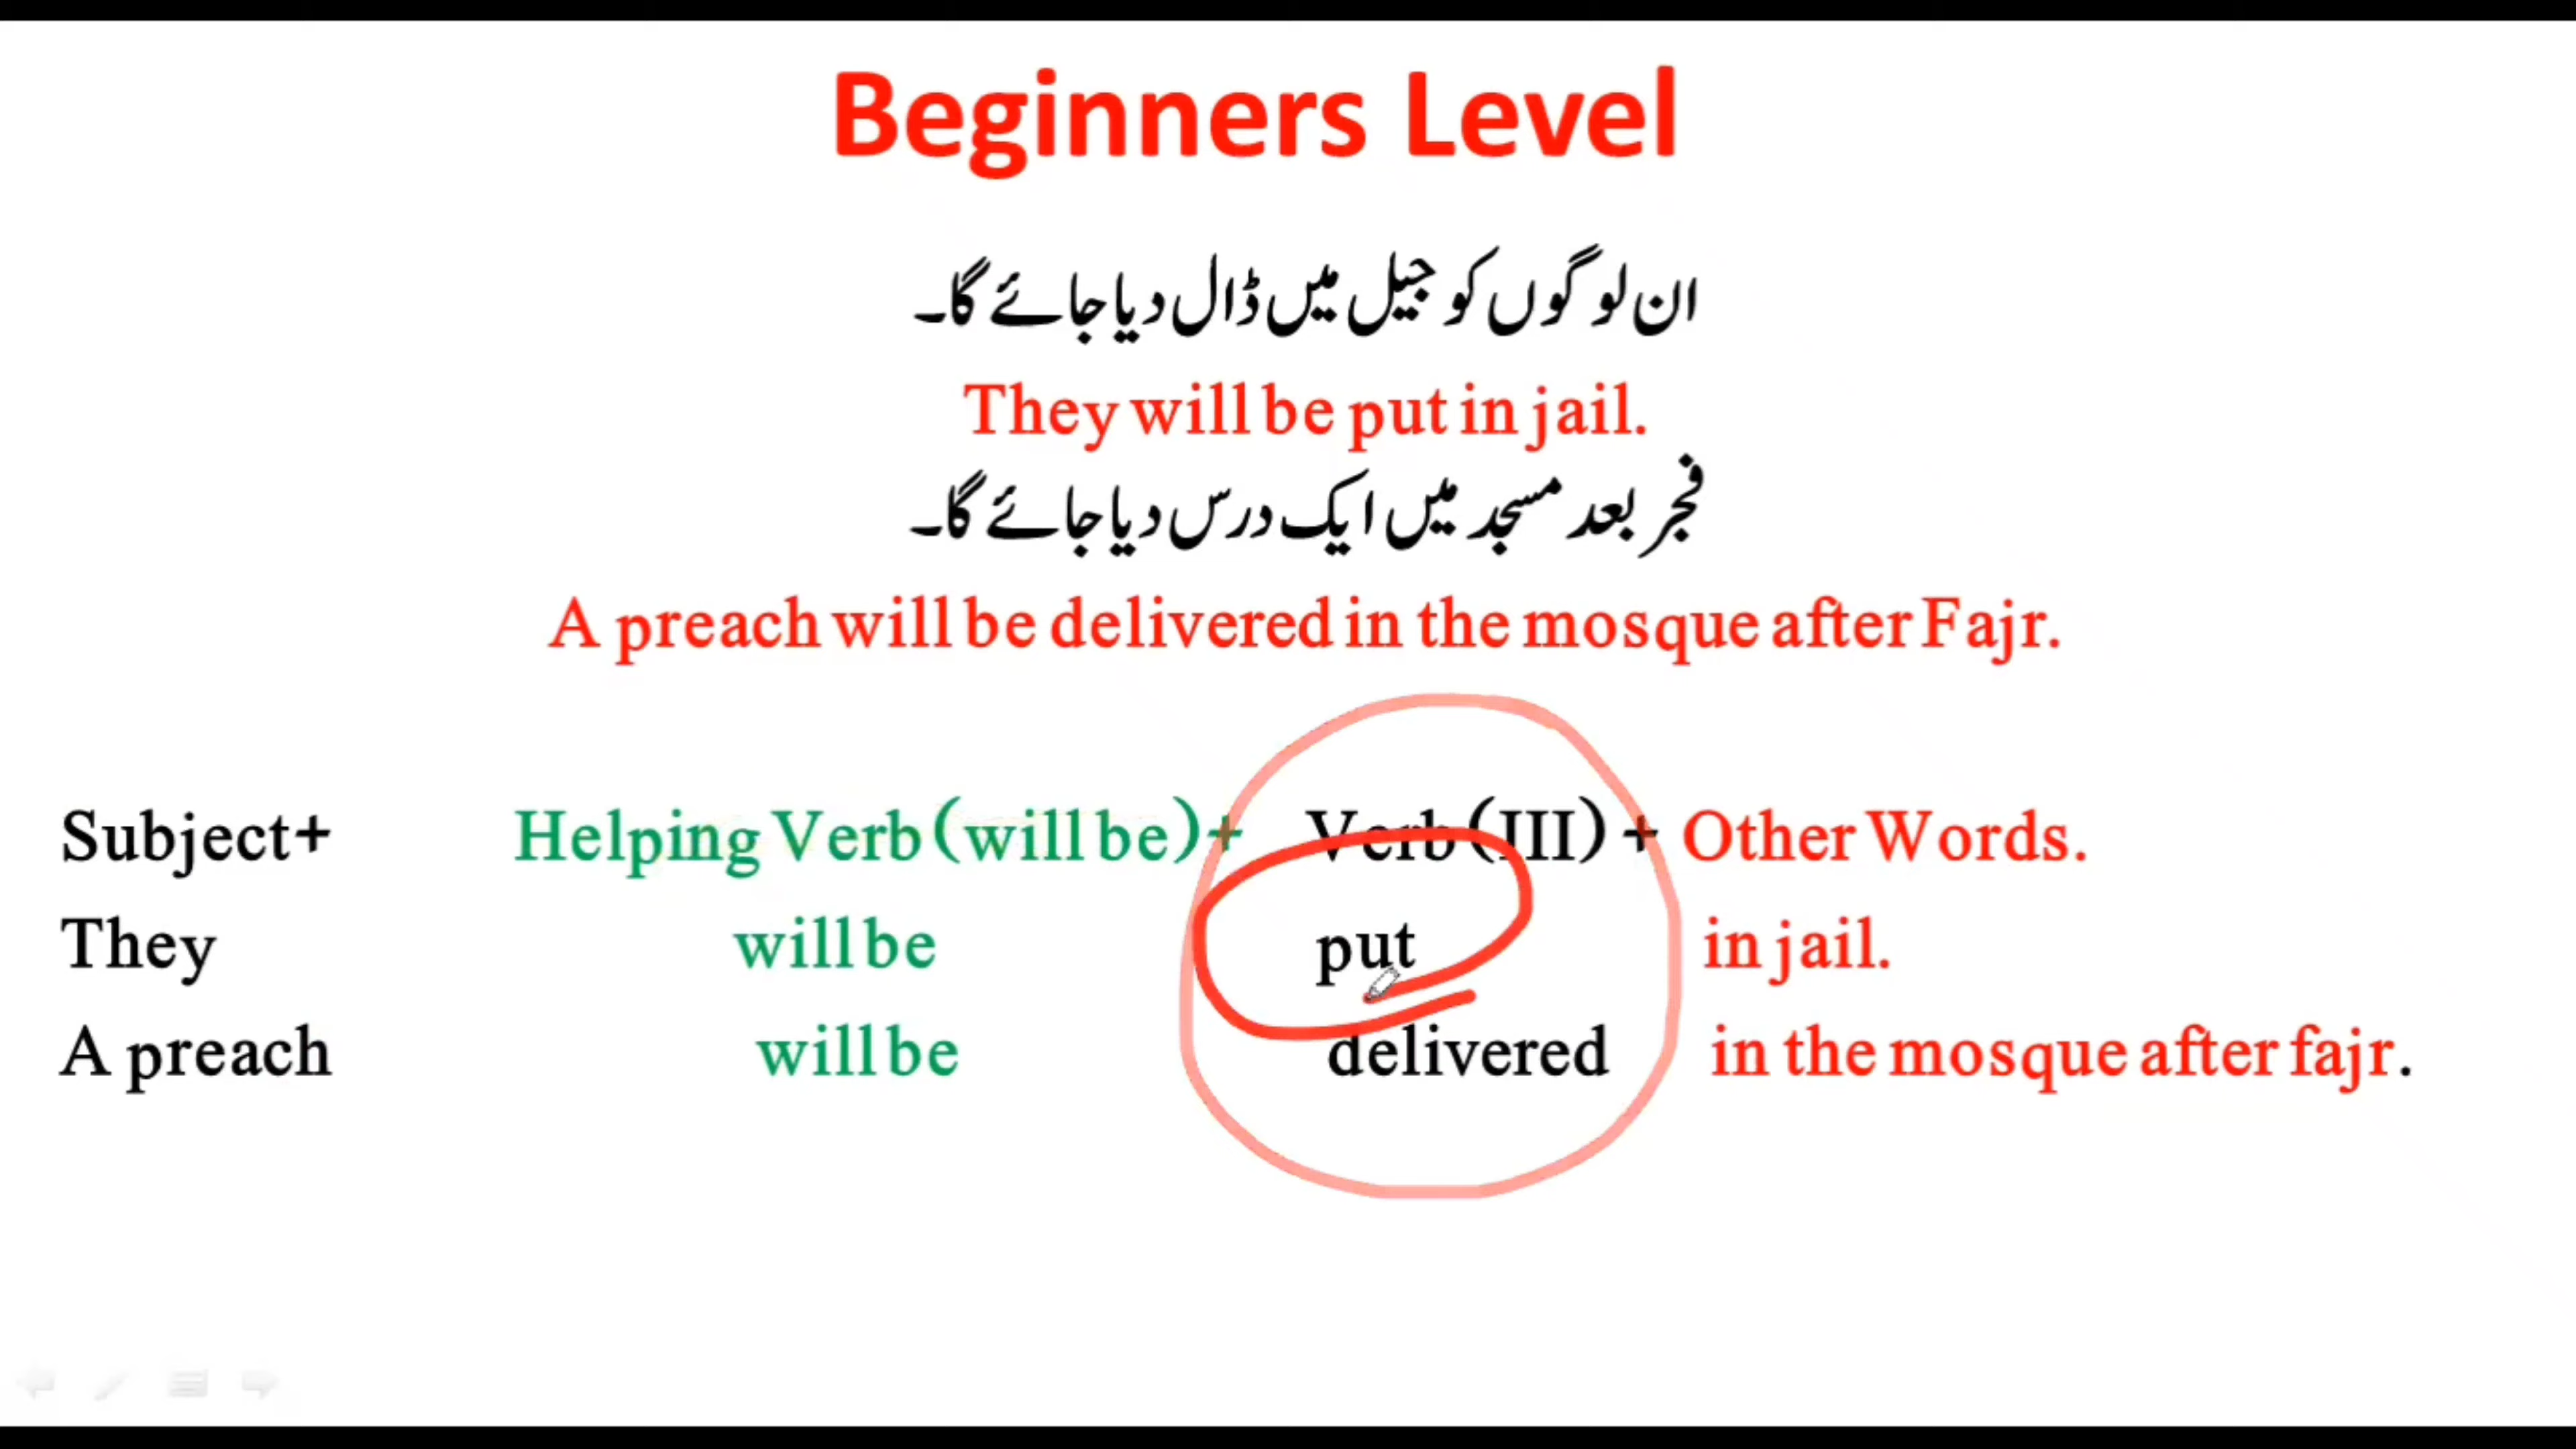 Beginners Level
ان لوگوں کو جیل میں ڈال دیا جائے گا۔
They will be put in jail.
فجر بعد مسجد میں ایک درس دیا جائے گا۔
A preach will be delivered in the mosque after Fajr.
Subject+ Helping Verb (will be)+ Verb (III) + Other Words.
They will be put in jail.
A preach will be delivered in the mosque after fajr.